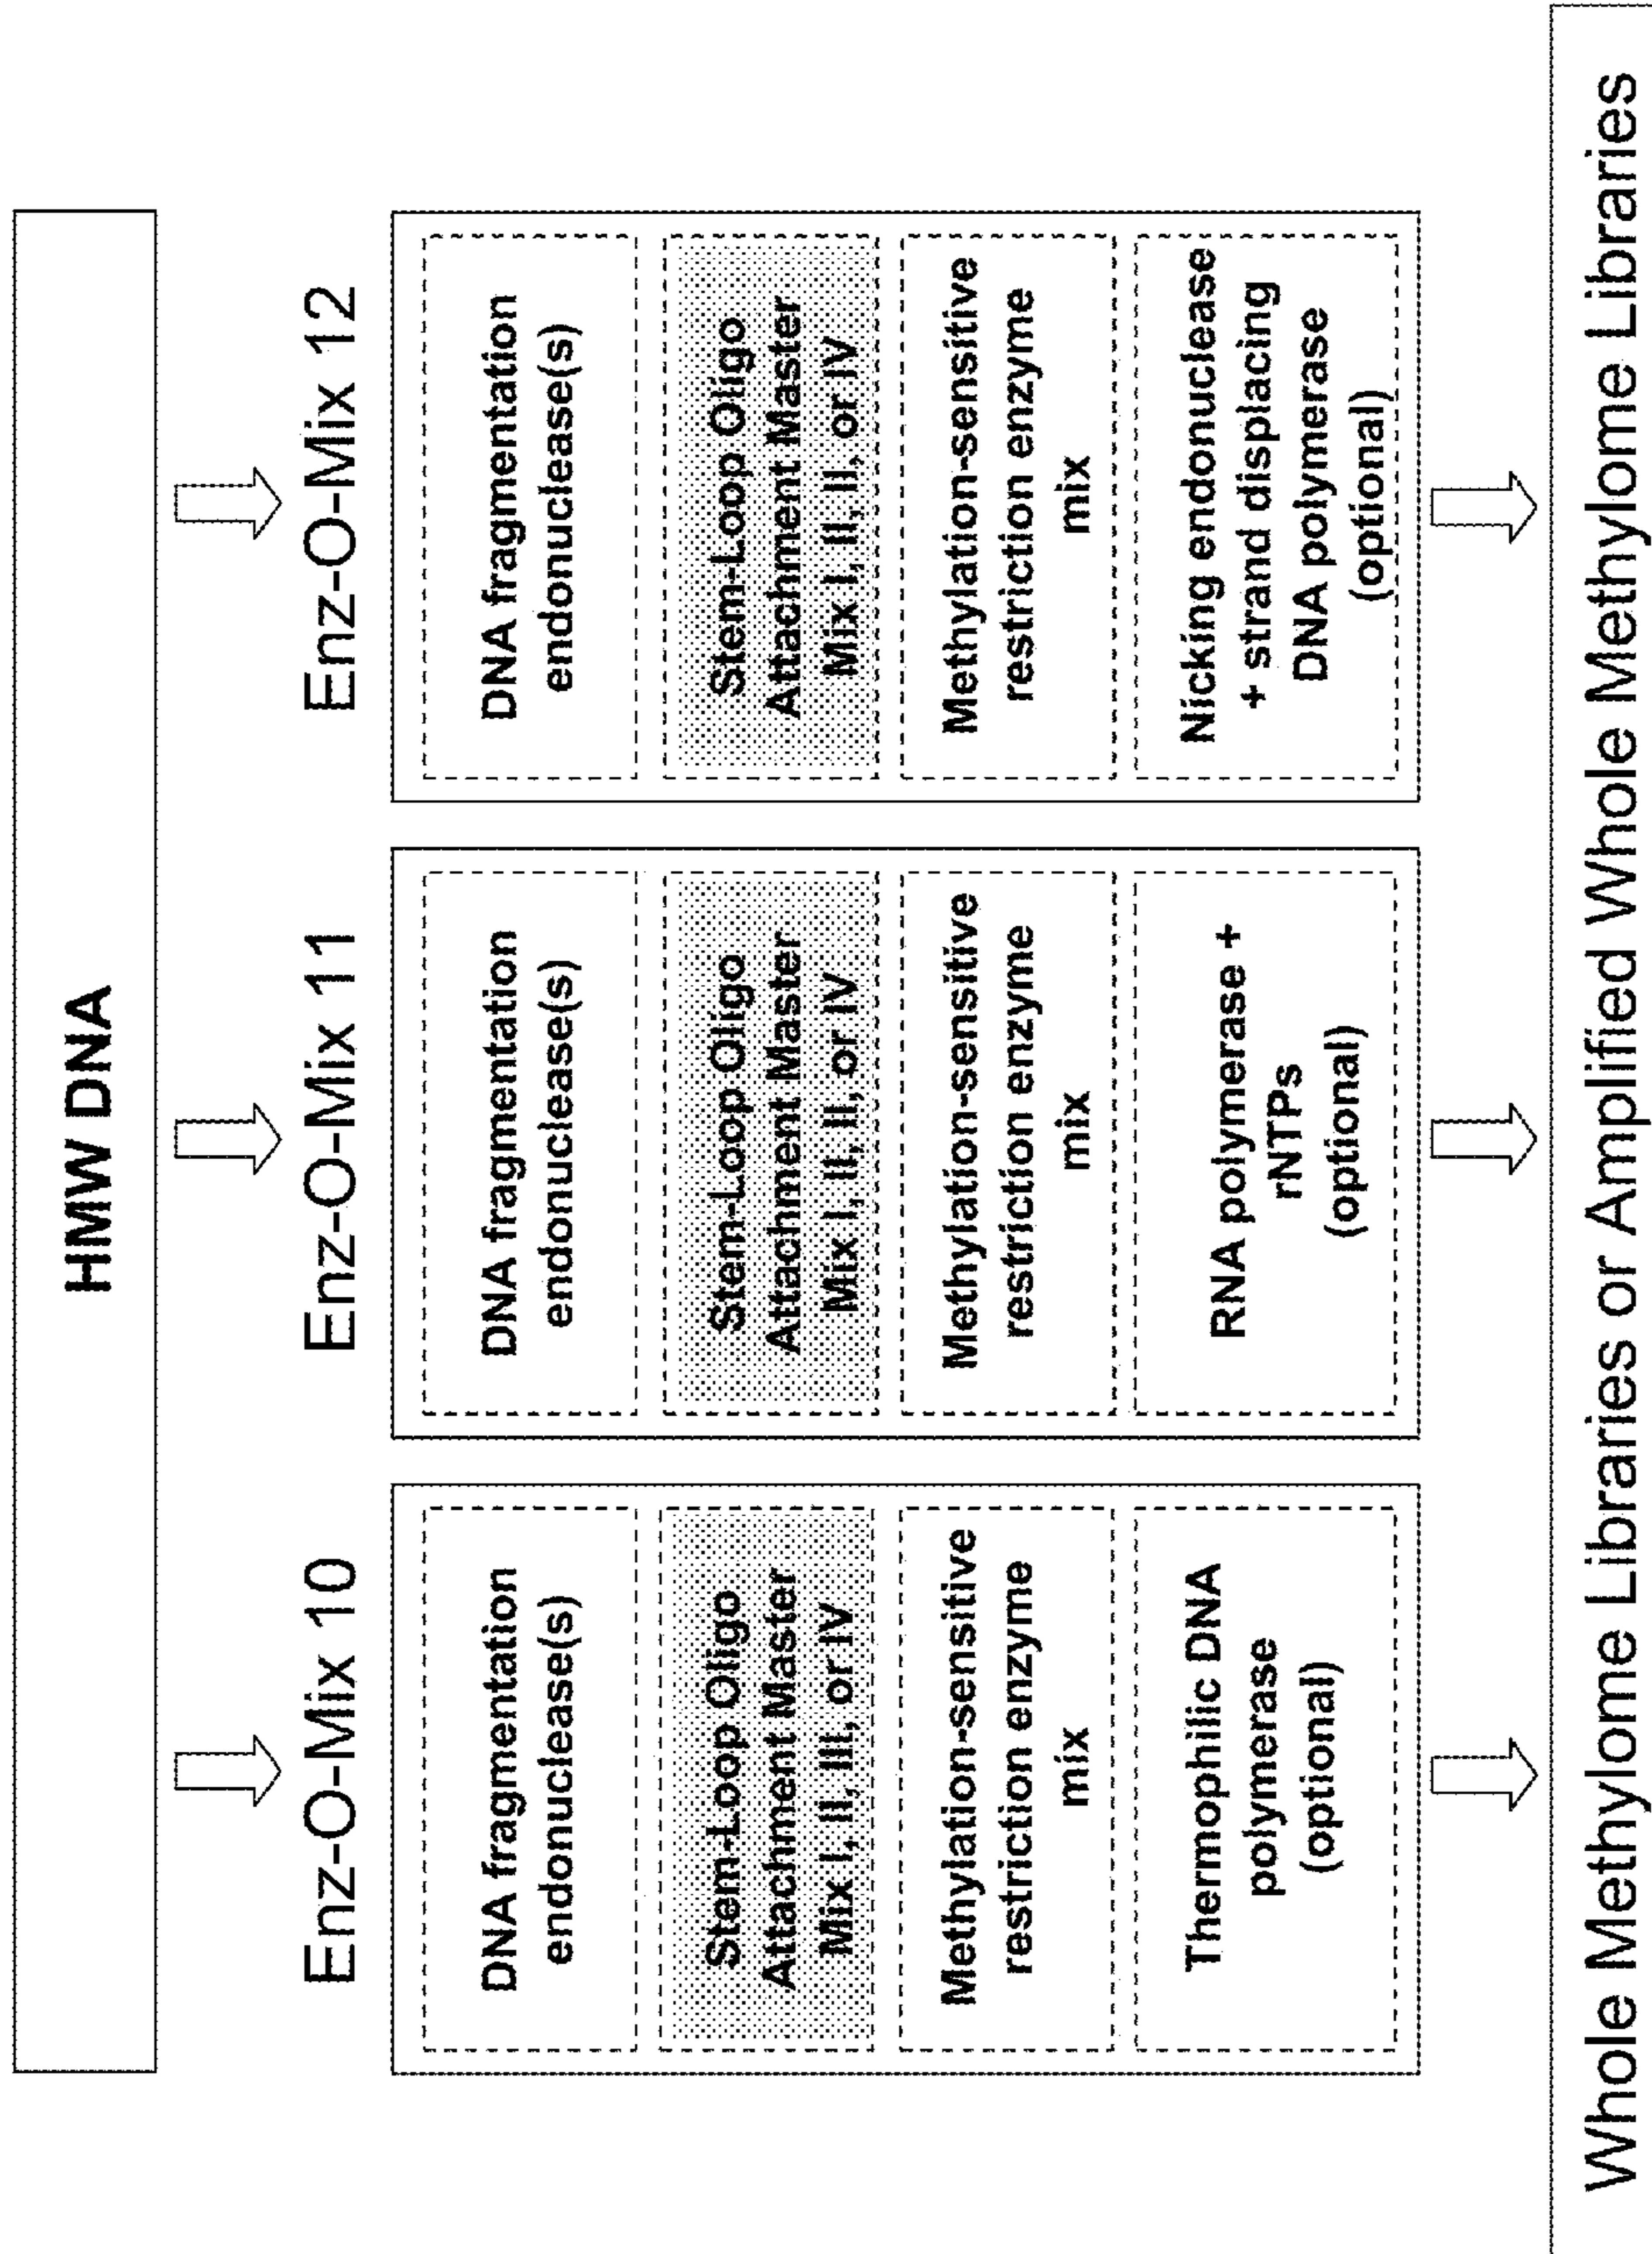 HMW DNA
Enz-O-Mix 10
DNA fragmentation
endonuclease(s)
Stem-Loop Oligo
Attachment Master
Mix I, II, III, or IV
Methylation-sensitive
restriction enzyme
mix
Thermophilic DNA
polymerase
(optional)
Enz-O-Mix 11
DNA fragmentation
endonuclease(s)
Stem-Loop Oligo
Attachment Master
Mix I, II, II, or IV
Methylation-sensitive
restriction enzyme
mix
RNA polymerase +
rNTPs
(optional)
Enz-O-Mix 12
DNA fragmentation
endonuclease(s)
Stem-Loop Oligo
Attachment Master
Mix I, II, II, or IV
Methylation-sensitive
restriction enzyme
mix
Nicking endonuclease
+ strand displacing
DNA polymerase
(optional)
Whole Methylome Libraries or Amplified Whole Methylome Libraries